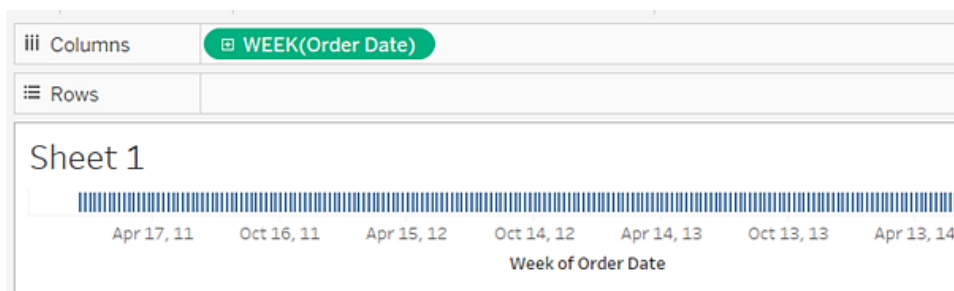 Columns
WEEK(Order Date)
Rows
Sheet 1
Apr 17, 11 Oct 16, 11 Apr 15, 12 Oct 14, 12 Apr 14, 13 Oct 13, 13 Apr 13, 14
Week of Order Date